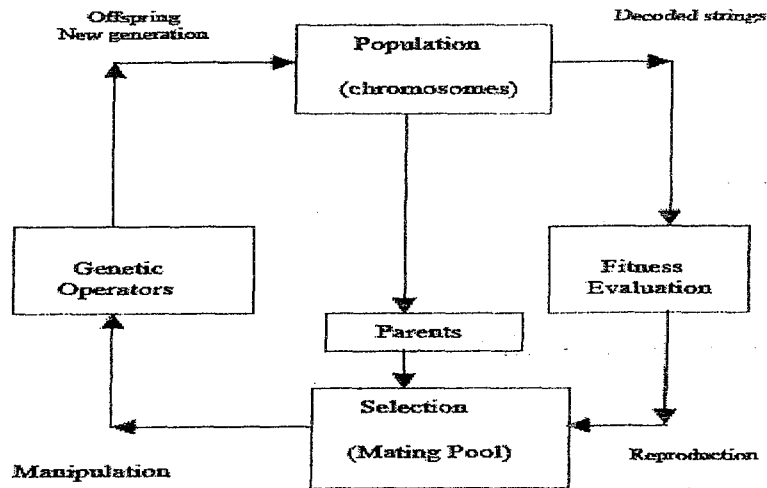 Offspring
New generation
Population
(chromosomes)
Decoded strings
Genetic
Operators
Fitness
Evaluation
Parents
Selection
(Mating Pool)
Manipulation
Reproduction